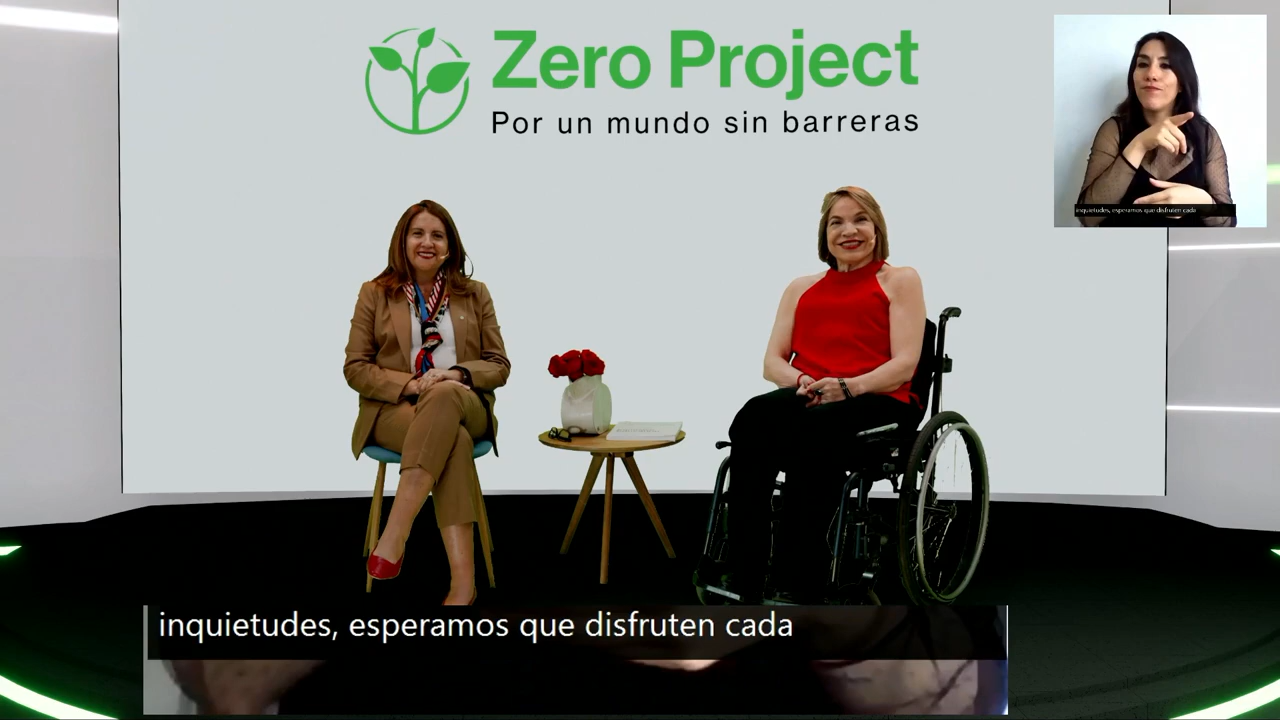 Zero Project
Por un mundo sin barreras
inquietudes, esperamos que disfruten cada
inquietudes, esperamos que disfruten cada